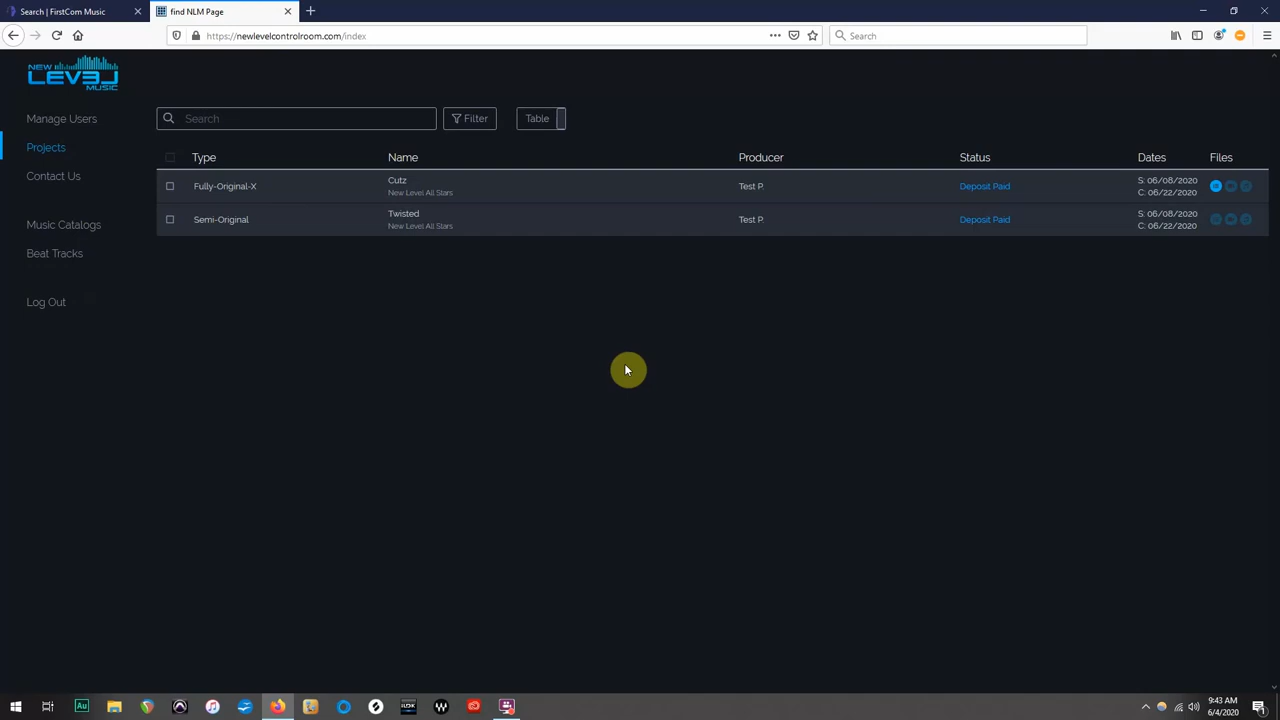 Search | FirstCom Music
find NLM Page
https://newlevelcontrolroom.com/index
Search
NEW LEVEL MUSIC
Manage Users
Projects
Contact Us
Music Catalogs
Beat Tracks
Log Out
Search
Filter
Table
Type Name Producer Status Dates Files
Fully-Original-X Cutz Test P. Deposit Paid S: 06/08/2020
New Level All Stars C: 06/22/2020
Semi-Original Twisted Test P. Deposit Paid S: 06/08/2020
New Level All Stars C: 06/22/2020
Au
9:43 AM
6/4/2020